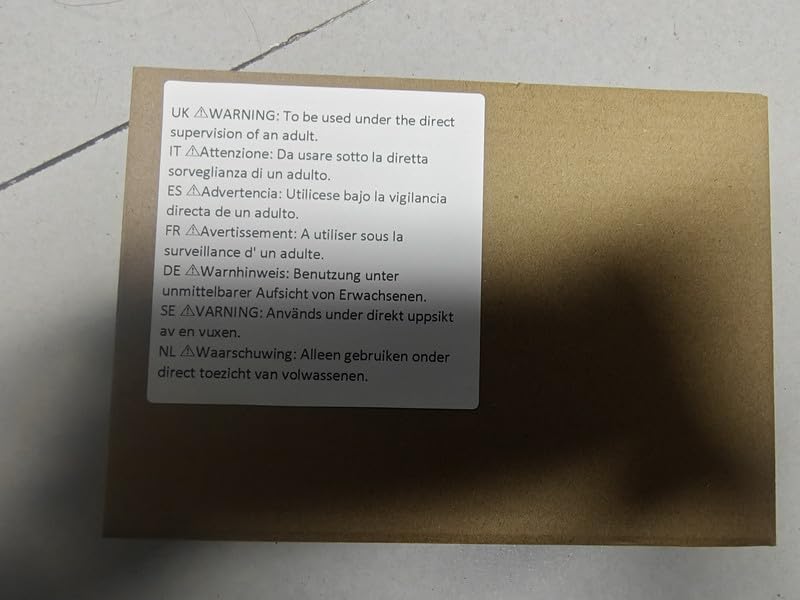 UK ⚠WARNING: To be used under the direct
supervision of an adult.
IT ⚠Attenzione: Da usare sotto la diretta
sorveglianza di un adulto.
ES ⚠Advertencia: Utilicese bajo la vigilancia
directa de un adulto.
FR ⚠Avertissement: A utiliser sous la
surveillance d' un adulte.
DE ⚠Warnhinweis: Benutzung unter
unmittelbarer Aufsicht von Erwachsenen.
SE ⚠VARNING: Används under direkt uppsikt
av en vuxen.
NL ⚠Waarschuwing: Alleen gebruiken onder
direct toezicht van volwassenen.